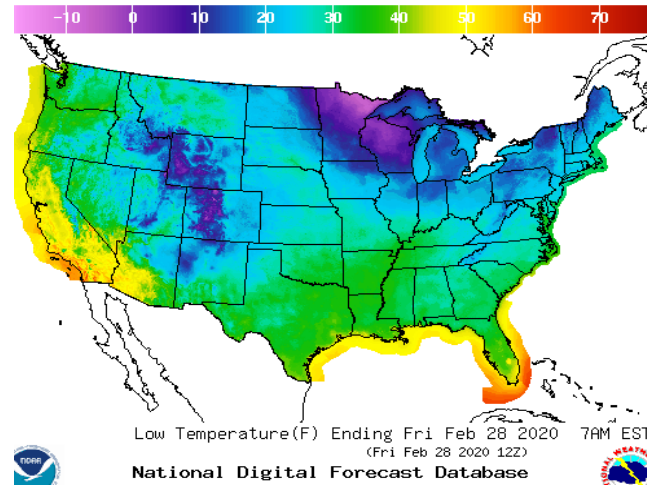 -10 0 10 20 30 40 50 60 70
Low Temperature(F) Ending Fri Feb 28 2020 7AM EST
(Fri Feb 28 2020 12Z)
National Digital Forecast Database
NOAA